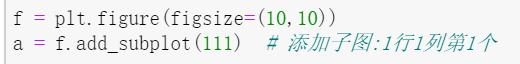 f = plt.figure(figsize=(10,10))
a = f.add_subplot(111)  # 添加子图:1行1列第1个